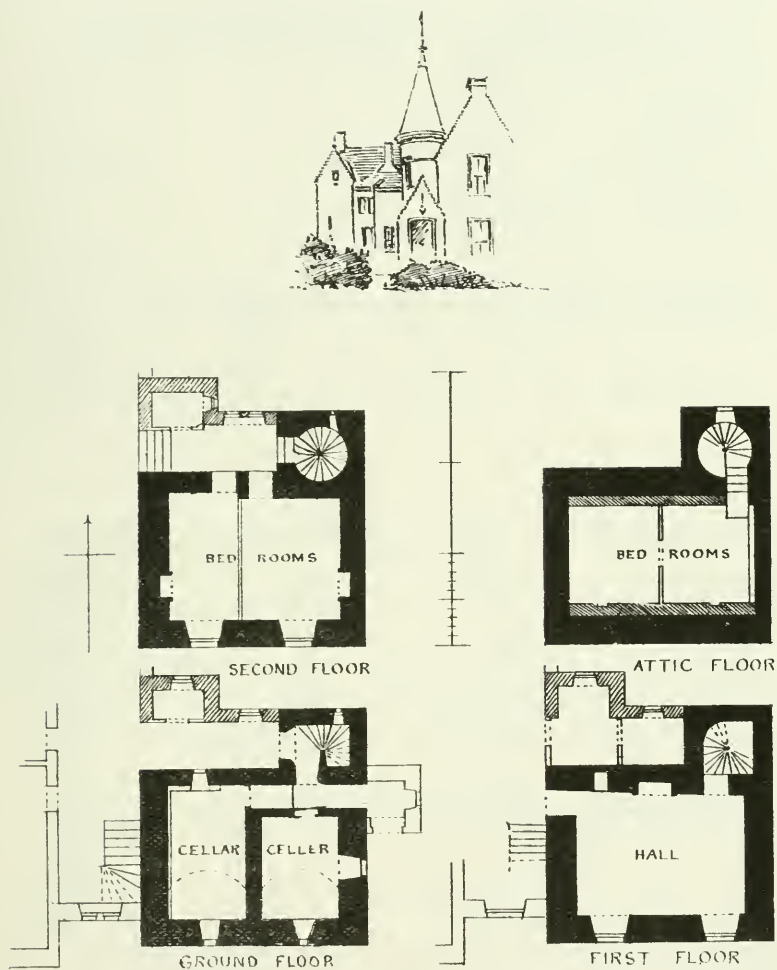 BED ROOMS
BED ROOMS
SECOND FLOOR
ATTIC FLOOR
CELLAR
CELLER
HALL
GROUND FLOOR
FIRST FLOOR